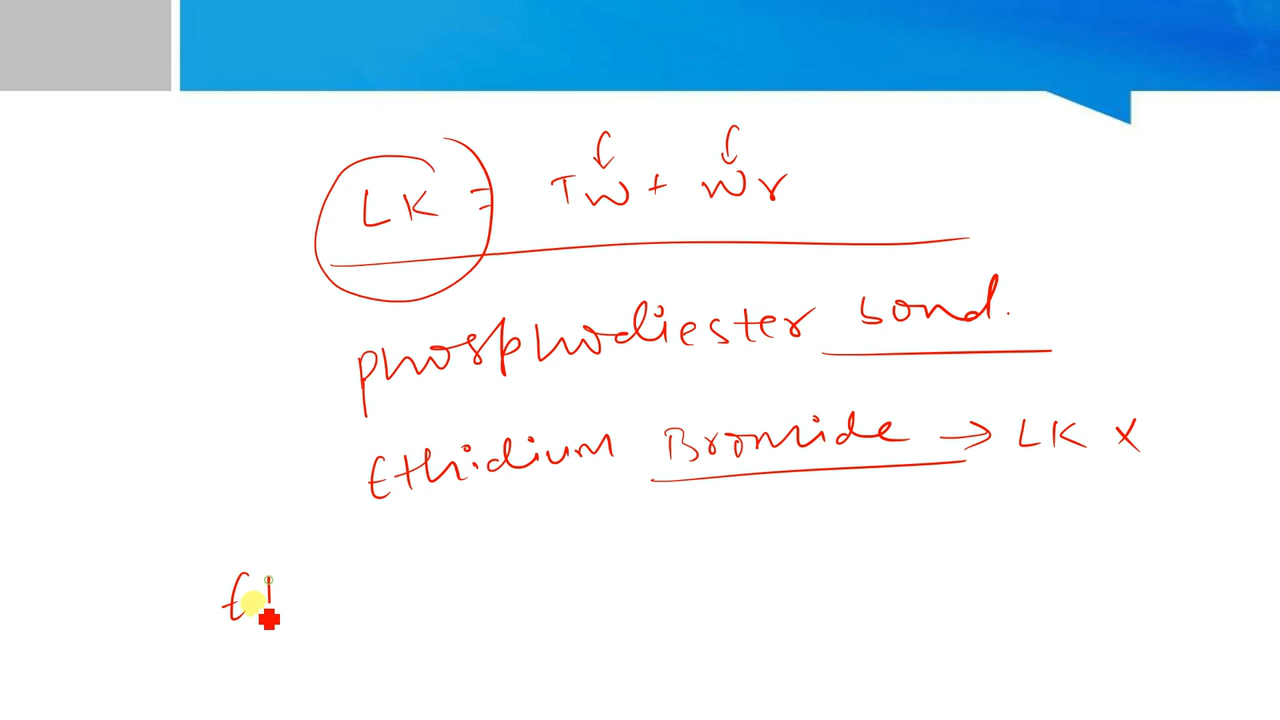 LK = Tw + Wr
phosphodiester bond.
Ethidium Bromide → LK X